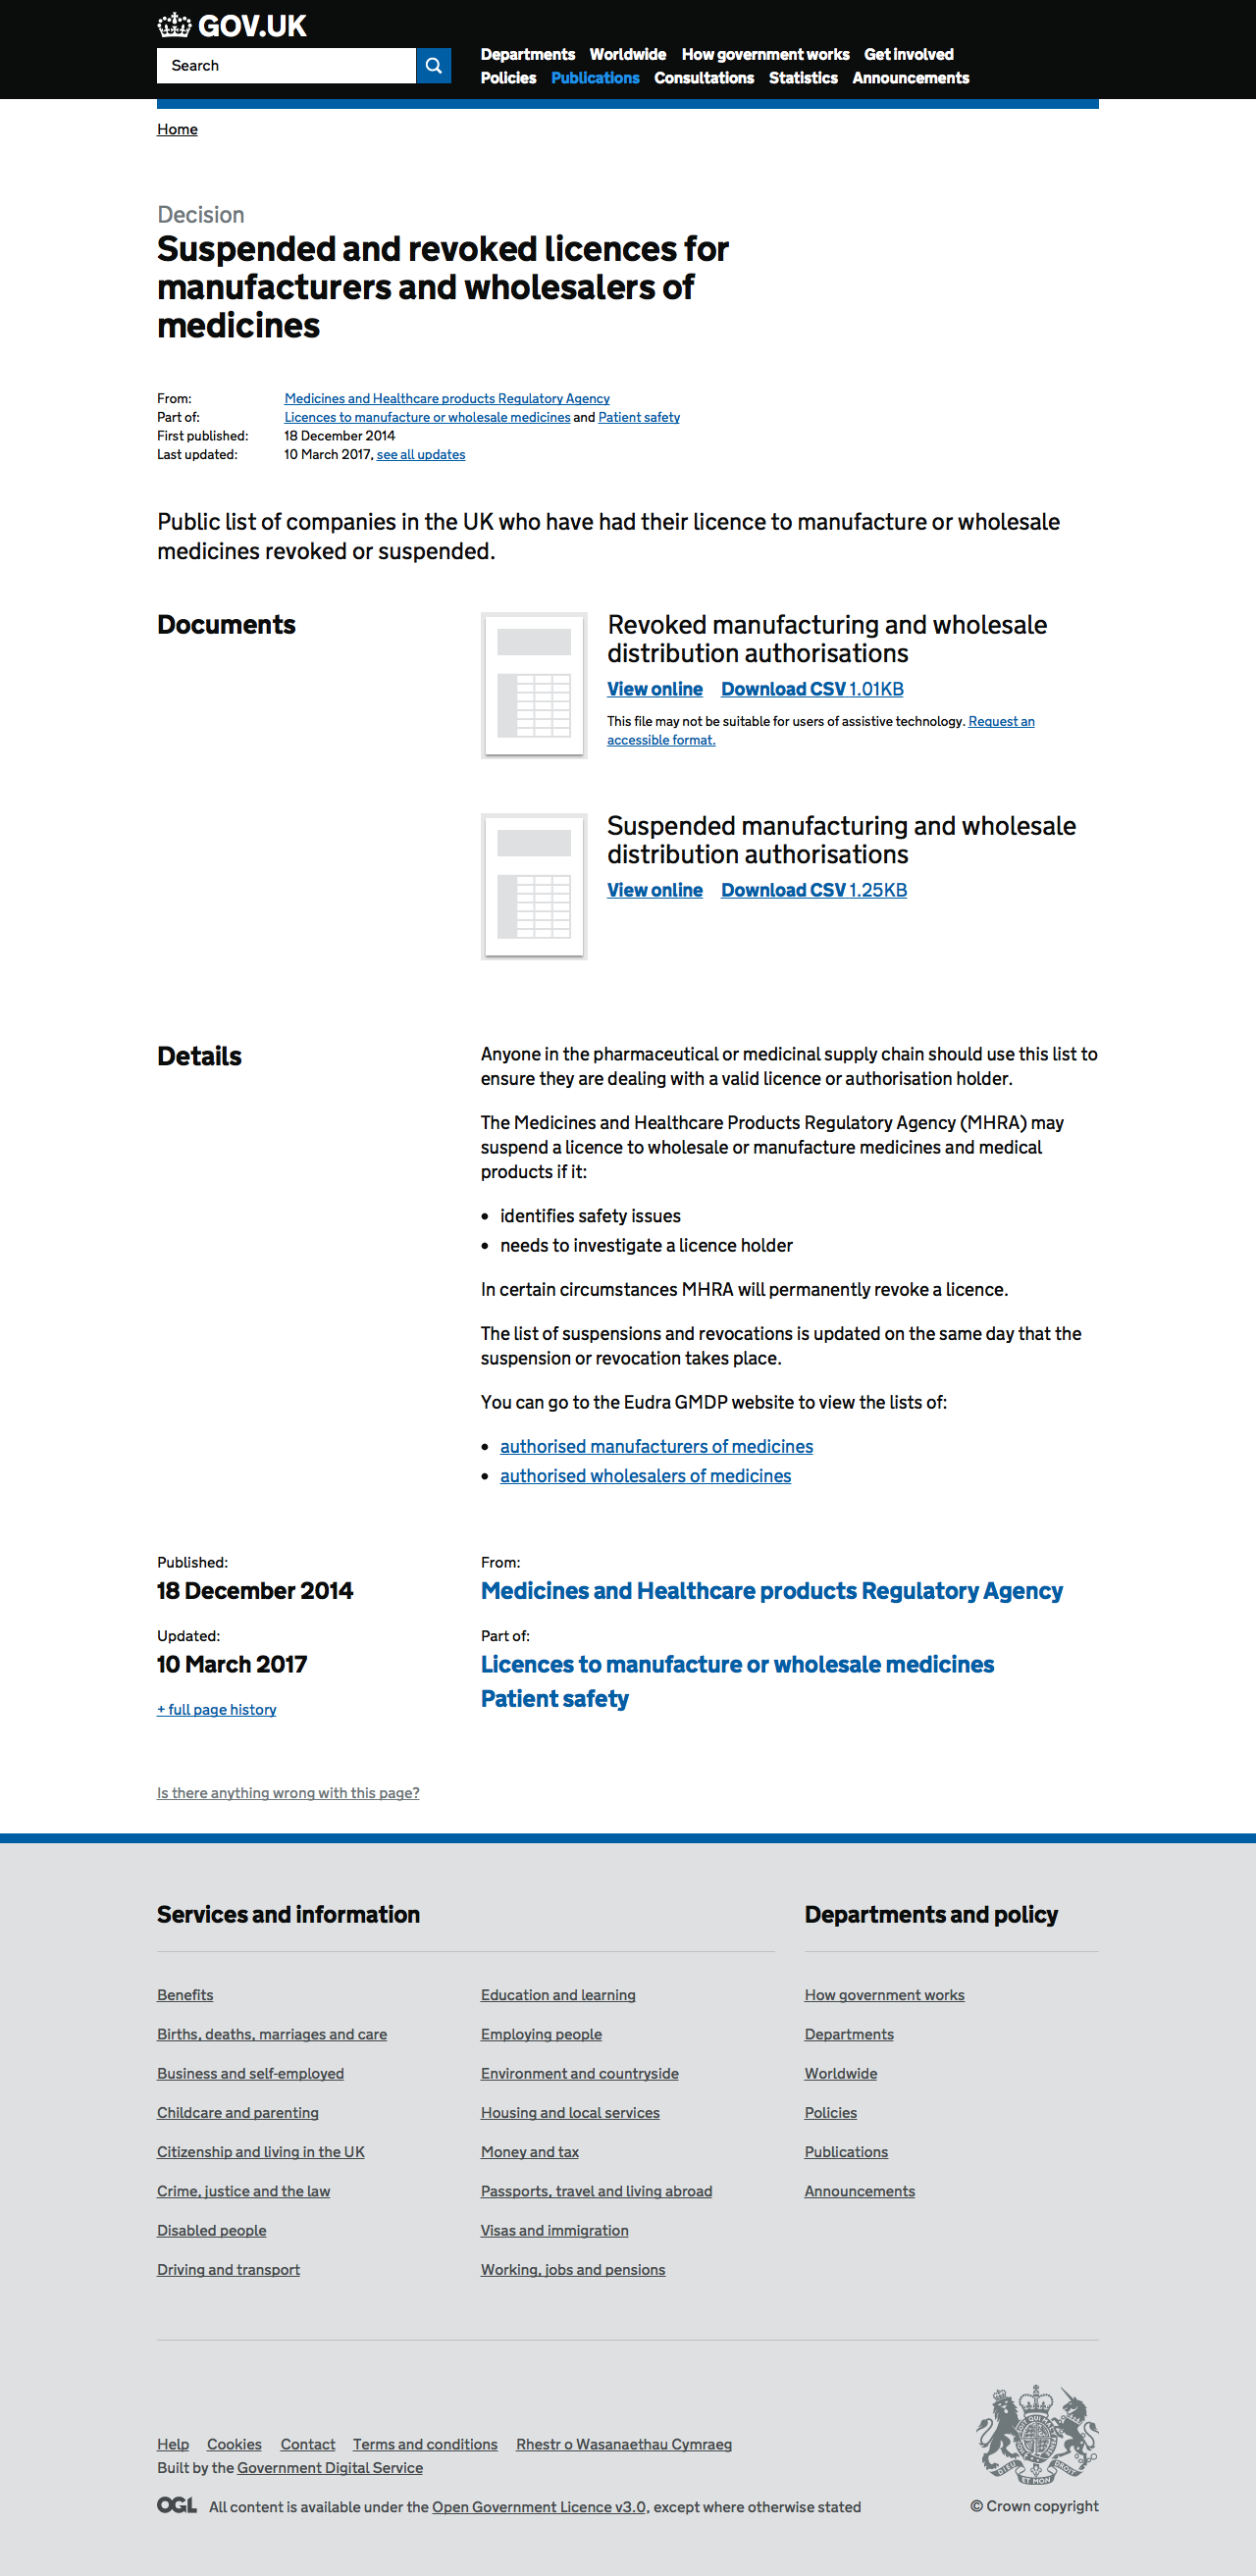 GOV.UK
Search
Departments Worldwide How government works Get involved
Policies Publications Consultations Statistics Announcements
Home
Decision
Suspended and revoked licences for
manufacturers and wholesalers of
medicines
From: Medicines and Healthcare products Regulatory Agency
Part of: Licences to manufacture or wholesale medicines and Patient safety
First published: 18 December 2014
Last updated: 10 March 2017, see all updates
Public list of companies in the UK who have had their licence to manufacture or wholesale
medicines revoked or suspended.
Documents
Revoked manufacturing and wholesale
distribution authorisations
View online Download CSV 1.01KB
This file may not be suitable for users of assistive technology. Request an
accessible format.
Suspended manufacturing and wholesale
distribution authorisations
View online Download CSV 1.25KB
Details
Anyone in the pharmaceutical or medicinal supply chain should use this list to
ensure they are dealing with a valid licence or authorisation holder.
The Medicines and Healthcare Products Regulatory Agency (MHRA) may
suspend a licence to wholesale or manufacture medicines and medical
products if it:
• identifies safety issues
• needs to investigate a licence holder
In certain circumstances MHRA will permanently revoke a licence.
The list of suspensions and revocations is updated on the same day that the
suspension or revocation takes place.
You can go to the Eudra GMDP website to view the lists of:
• authorised manufacturers of medicines
• authorised wholesalers of medicines
Published:
18 December 2014
Updated:
10 March 2017
+ full page history
From:
Medicines and Healthcare products Regulatory Agency
Part of:
Licences to manufacture or wholesale medicines
Patient safety
Is there anything wrong with this page?
Services and information
Benefits
Births, deaths, marriages and care
Business and self-employed
Childcare and parenting
Citizenship and living in the UK
Crime, justice and the law
Disabled people
Driving and transport
Education and learning
Employing people
Environment and countryside
Housing and local services
Money and tax
Passports, travel and living abroad
Visas and immigration
Working, jobs and pensions
Departments and policy
How government works
Departments
Worldwide
Policies
Publications
Announcements
Help Cookies Contact Terms and conditions Rhestr o Wasanaethau Cymraeg
Built by the Government Digital Service
OGL All content is available under the Open Government Licence v3.0, except where otherwise stated
DIEU ET MON DROIT
© Crown copyright